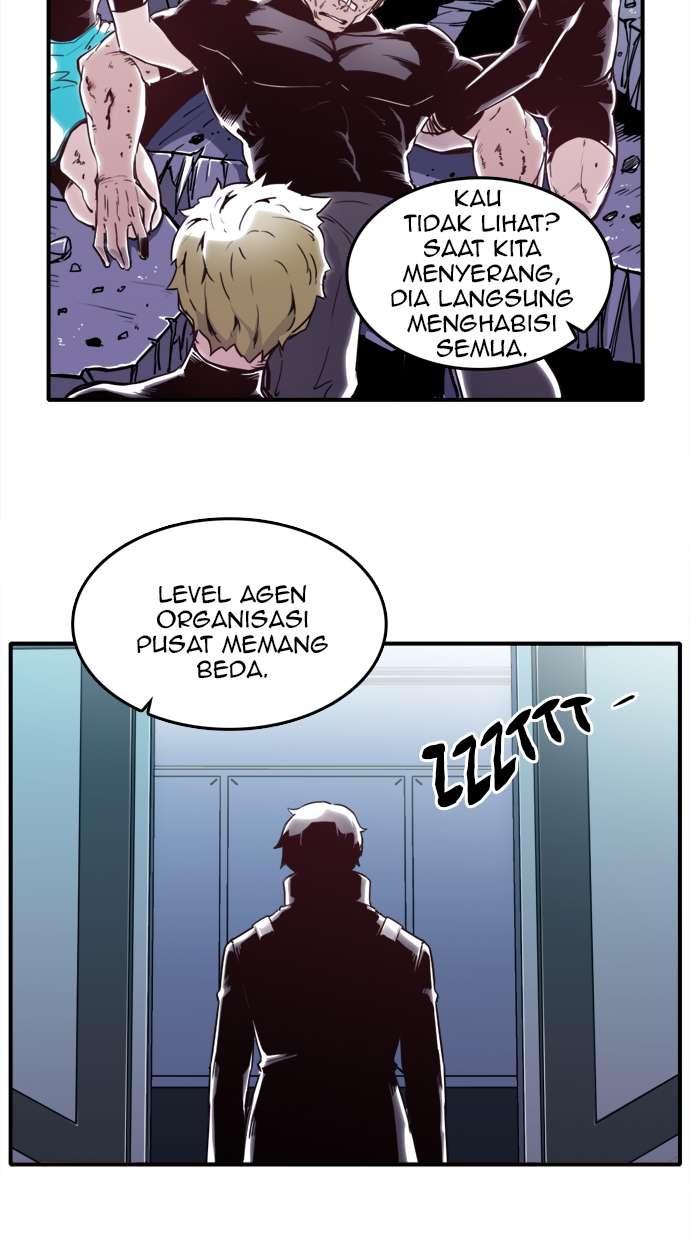 KAU
TIDAK LIHAT?
SAAT KITA
MENYERANG,
DIA LANGSUNG
MENGHABISI
SEMUA.
LEVEL AGEN
ORGANISASI
PUSAT MEMANG
BEDA.
ZZZTTT -